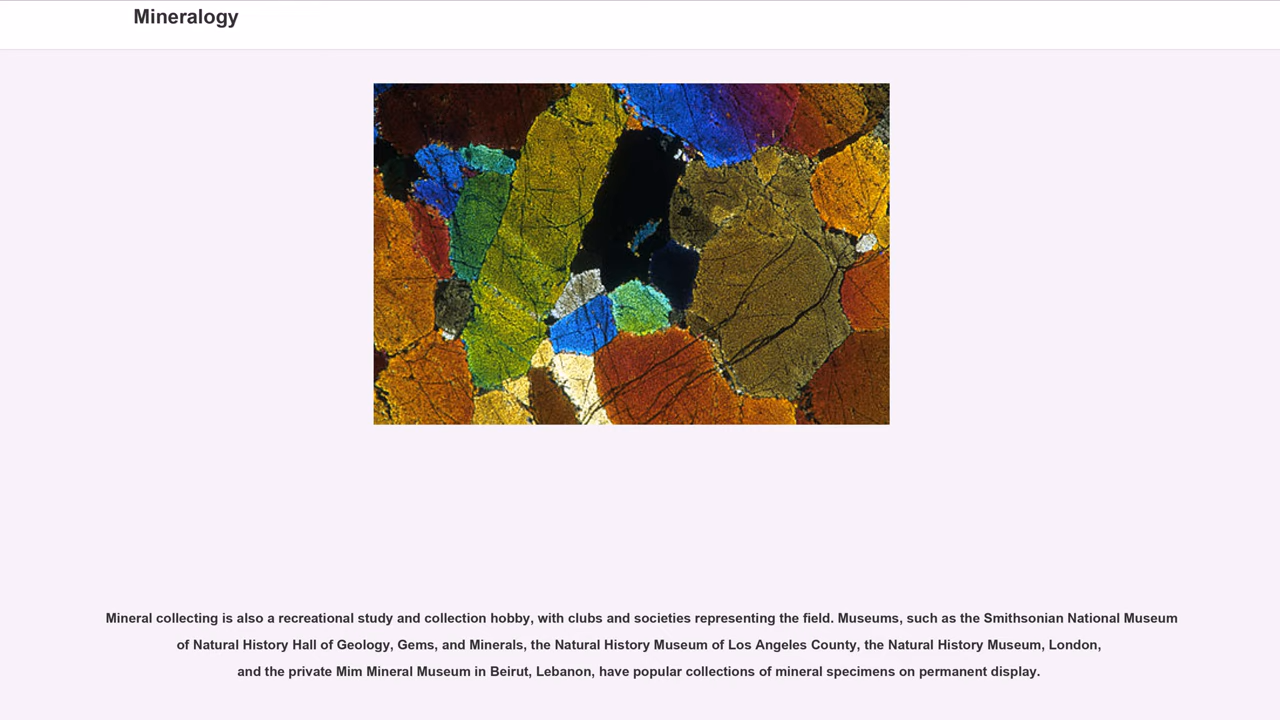 Mineralogy
Mineral collecting is also a recreational study and collection hobby, with clubs and societies representing the field. Museums, such as the Smithsonian National Museum
of Natural History Hall of Geology, Gems, and Minerals, the Natural History Museum of Los Angeles County, the Natural History Museum, London,
and the private Mim Mineral Museum in Beirut, Lebanon, have popular collections of mineral specimens on permanent display.